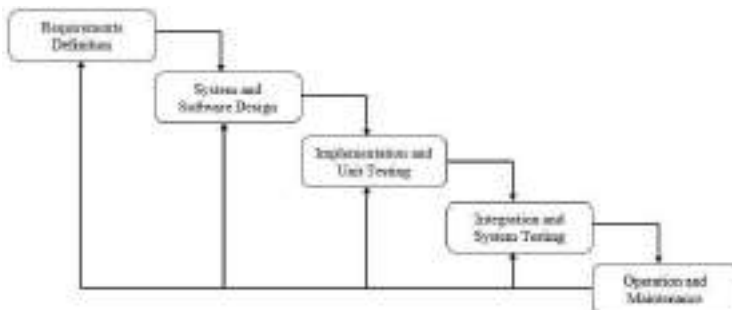 Requirements
Definition
System and
Software Design
Implementation and
Unit Testing
Integration and
System Testing
Operation and
Maintenance